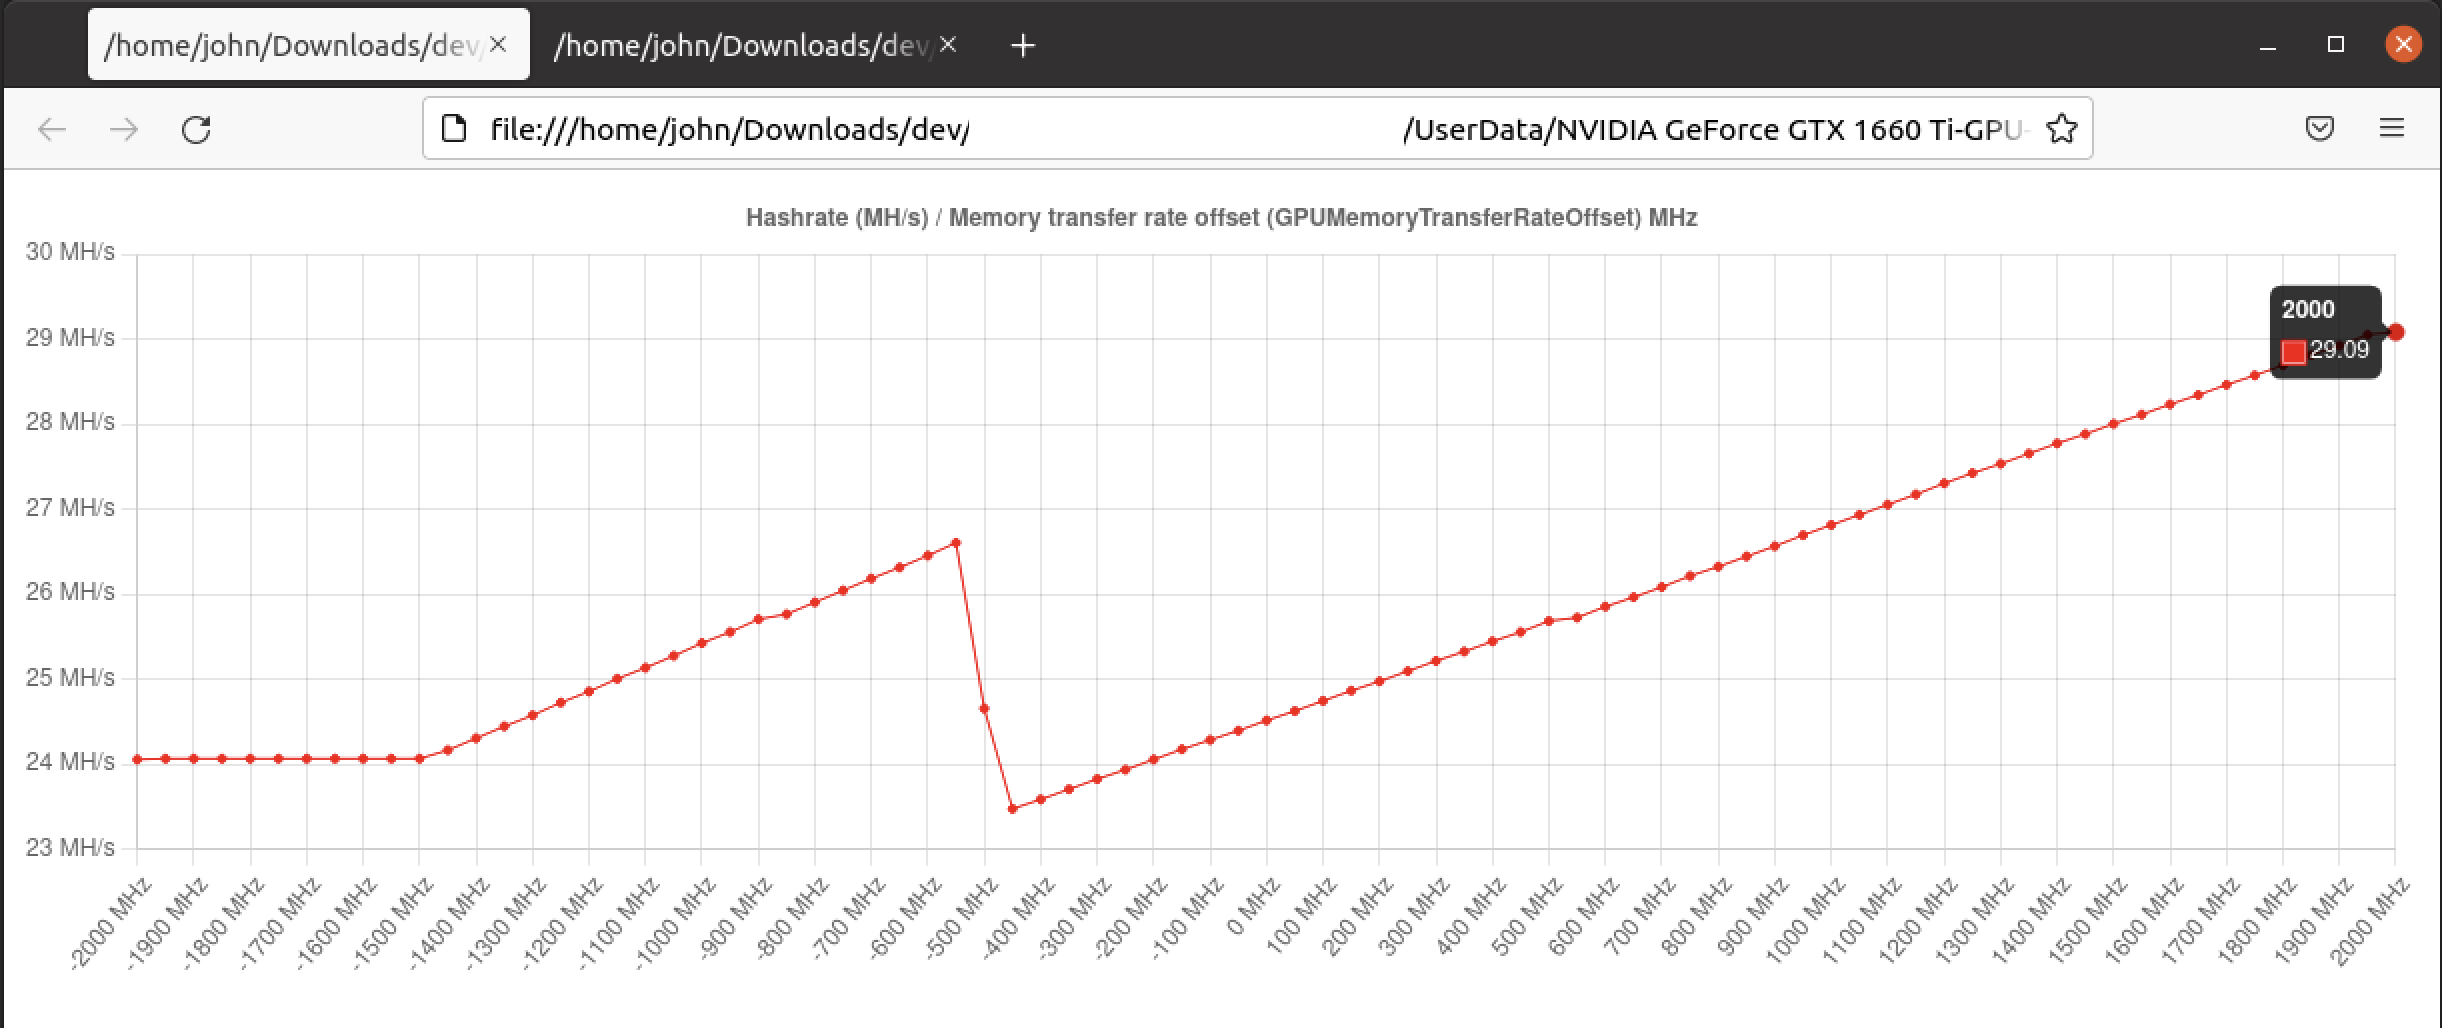 /home/john/Downloads/dev/
/home/john/Downloads/dev/
file:///home/john/Downloads/dev/ /UserData/NVIDIA GeForce GTX 1660 Ti-GPU-
Hashrate (MH/s) / Memory transfer rate offset (GPUMemoryTransferRateOffset) MHz
30 MH/s
29 MH/s
28 MH/s
27 MH/s
26 MH/s
25 MH/s
24 MH/s
23 MH/s
2000
29.09
-2000 MHz
-1900 MHz
-1800 MHz
-1700 MHz
-1600 MHz
-1500 MHz
-1400 MHz
-1300 MHz
-1200 MHz
-1100 MHz
-1000 MHz
-900 MHz
-800 MHz
-700 MHz
-600 MHz
-500 MHz
-400 MHz
-300 MHz
-200 MHz
-100 MHz
0 MHz
100 MHz
200 MHz
300 MHz
400 MHz
500 MHz
600 MHz
700 MHz
800 MHz
900 MHz
1000 MHz
1100 MHz
1200 MHz
1300 MHz
1400 MHz
1500 MHz
1600 MHz
1700 MHz
1800 MHz
1900 MHz
2000 MHz